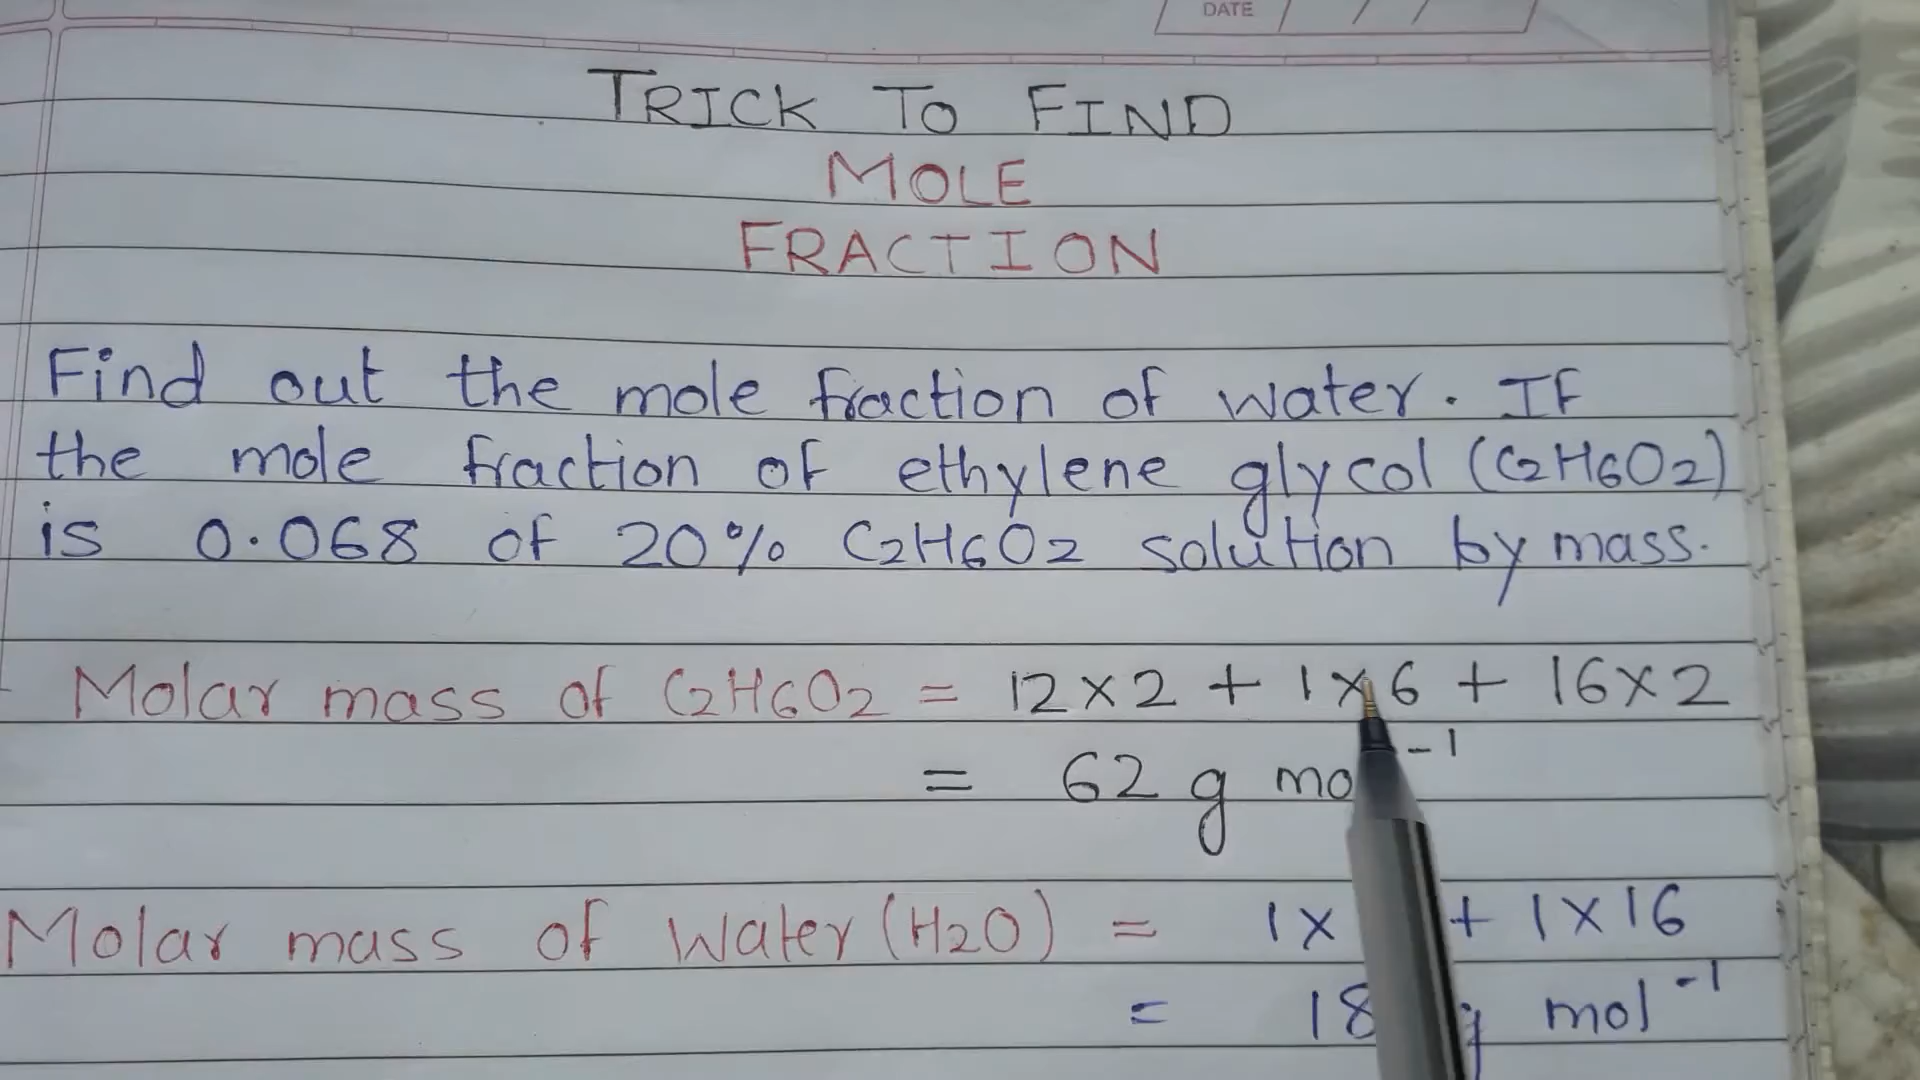 DATE
TRICK TO FIND
MOLE
FRACTION
Find out the mole fraction of water. If
the mole fraction of ethylene glycol (C2H6O2)
is 0.068 of 20% C2H6O2 solution by mass.
Molar mass of C2H6O2 = 12×2 + 1×6 + 16×2
= 62 g mo -1
Molar mass of Water (H2O) = 1× + 1×16
= 18 g mol-1